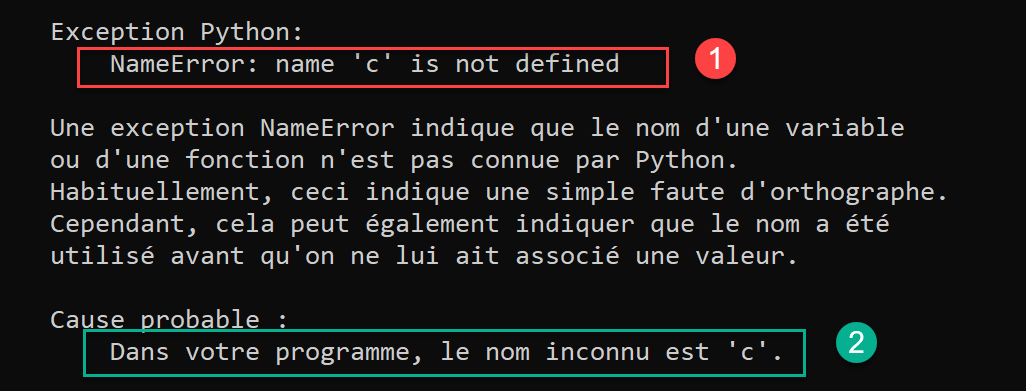 Exception Python:
NameError: name 'c' is not defined
1
Une exception NameError indique que le nom d'une variable
ou d'une fonction n'est pas connue par Python.
Habituellement, ceci indique une simple faute d'orthographe.
Cependant, cela peut également indiquer que le nom a été
utilisé avant qu'on ne lui ait associé une valeur.
Cause probable :
Dans votre programme, le nom inconnu est 'c'.
2